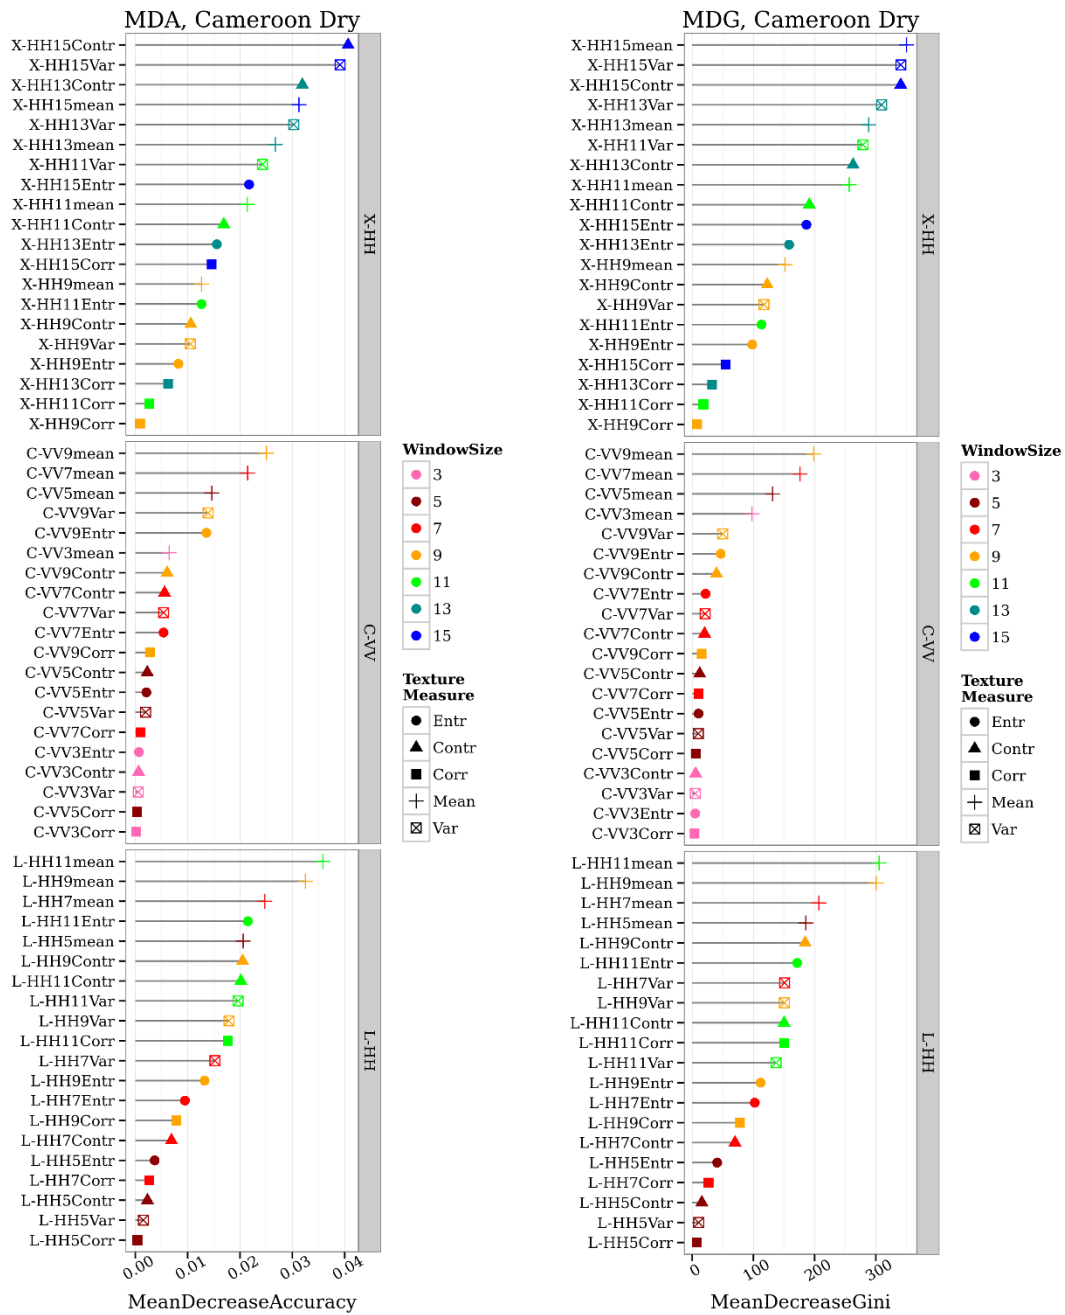 MDA, Cameroon Dry
X-HH15Contr
X-HH15Var
X-HH13Contr
X-HH15mean
X-HH13Var
X-HH13mean
X-HH11Var
X-HH15Entr
X-HH11mean
X-HH11Contr
X-HH13Entr
X-HH15Corr
X-HH9mean
X-HH11Entr
X-HH9Contr
X-HH9Var
X-HH9Entr
X-HH13Corr
X-HH11Corr
X-HH9Corr
X-HH
C-VV9mean
C-VV7mean
C-VV5mean
C-VV9Var
C-VV9Entr
C-VV3mean
C-VV9Contr
C-VV7Contr
C-VV7Var
C-VV7Entr
C-VV9Corr
C-VV5Contr
C-VV5Entr
C-VV5Var
C-VV7Corr
C-VV3Entr
C-VV3Contr
C-VV3Var
C-VV5Corr
C-VV3Corr
C-VV
L-HH11mean
L-HH9mean
L-HH7mean
L-HH11Entr
L-HH5mean
L-HH9Contr
L-HH11Contr
L-HH11Var
L-HH9Var
L-HH11Corr
L-HH7Var
L-HH9Entr
L-HH7Entr
L-HH9Corr
L-HH7Contr
L-HH5Entr
L-HH7Corr
L-HH5Contr
L-HH5Var
L-HH5Corr
L-HH
0.00 0.01 0.02 0.03 0.04
MeanDecreaseAccuracy
WindowSize
3
5
7
9
11
13
15
Texture
Measure
Entr
Contr
Corr
Mean
Var
MDG, Cameroon Dry
X-HH15mean
X-HH15Var
X-HH15Contr
X-HH13Var
X-HH13mean
X-HH11Var
X-HH13Contr
X-HH11mean
X-HH11Contr
X-HH15Entr
X-HH13Entr
X-HH9mean
X-HH9Contr
X-HH9Var
X-HH11Entr
X-HH9Entr
X-HH15Corr
X-HH13Corr
X-HH11Corr
X-HH9Corr
X-HH
C-VV9mean
C-VV7mean
C-VV5mean
C-VV3mean
C-VV9Var
C-VV9Entr
C-VV9Contr
C-VV7Entr
C-VV7Var
C-VV7Contr
C-VV9Corr
C-VV5Contr
C-VV7Corr
C-VV5Entr
C-VV5Var
C-VV5Corr
C-VV3Contr
C-VV3Var
C-VV3Entr
C-VV3Corr
C-VV
L-HH11mean
L-HH9mean
L-HH7mean
L-HH5mean
L-HH9Contr
L-HH11Entr
L-HH7Var
L-HH9Var
L-HH11Contr
L-HH11Corr
L-HH11Var
L-HH9Entr
L-HH7Entr
L-HH9Corr
L-HH7Contr
L-HH5Entr
L-HH7Corr
L-HH5Contr
L-HH5Var
L-HH5Corr
L-HH
0 100 200 300
MeanDecreaseGini
WindowSize
3
5
7
9
11
13
15
Texture
Measure
Entr
Contr
Corr
Mean
Var